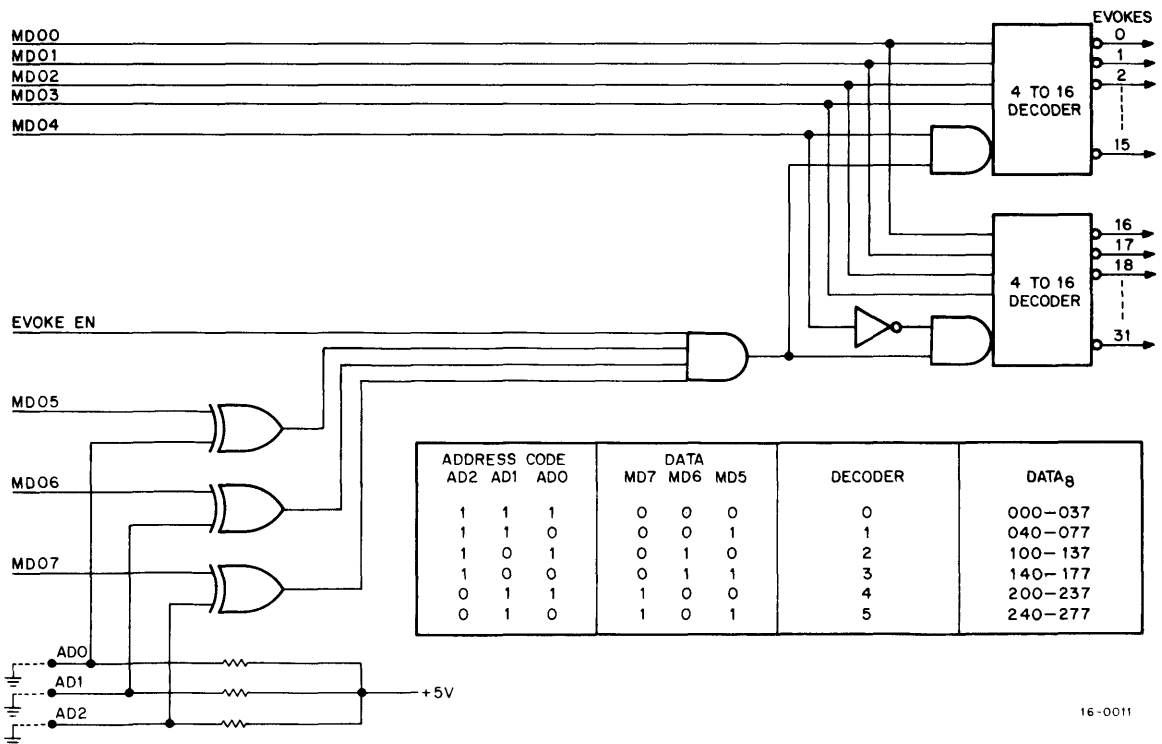 EVOKES
MD00
0
MD01
1
MD02
2
MD03
4 TO 16
DECODER
MD04
15
16
17
18
4 TO 16
DECODER
31
EVOKE EN
MD05
MD06
MD07
ADDRESS CODE DATA
AD2 AD1 AD0 MD7 MD6 MD5 DECODER DATA8
1 1 1 0 0 0 0 000-037
1 1 0 0 0 1 1 040-077
1 0 1 0 1 0 2 100-137
1 0 0 0 1 1 3 140-177
0 1 1 1 0 0 4 200-237
0 1 0 1 0 1 5 240-277
AD0
AD1
+5V
AD2
16-0011